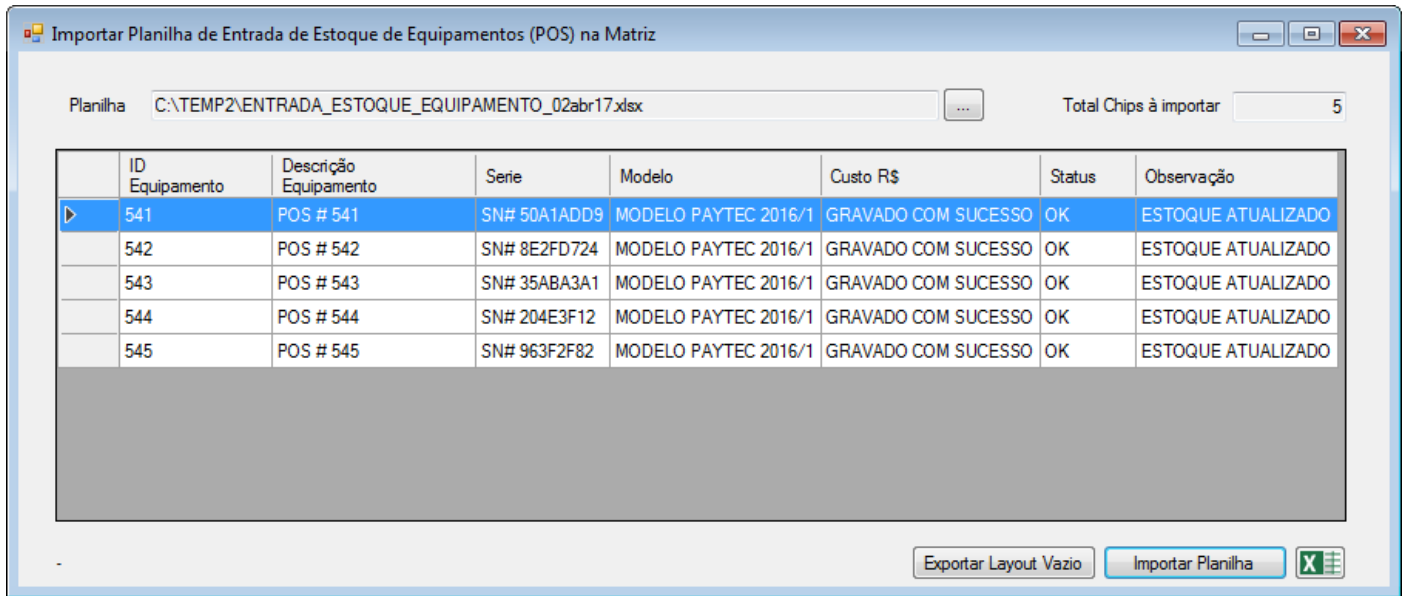 Importar Planilha de Entrada de Estoque de Equipamentos (POS) na Matriz
Planilha C:\TEMP2\ENTRADA_ESTOQUE_EQUIPAMENTO_02abr17.xlsx ... Total Chips à importar 5
ID Equipamento Descrição Equipamento Serie Modelo Custo R$ Status Observação
541 POS # 541 SN# 50A1ADD9 MODELO PAYTEC 2016/1 GRAVADO COM SUCESSO OK ESTOQUE ATUALIZADO
542 POS # 542 SN# 8E2FD724 MODELO PAYTEC 2016/1 GRAVADO COM SUCESSO OK ESTOQUE ATUALIZADO
543 POS # 543 SN# 35ABA3A1 MODELO PAYTEC 2016/1 GRAVADO COM SUCESSO OK ESTOQUE ATUALIZADO
544 POS # 544 SN# 204E3F12 MODELO PAYTEC 2016/1 GRAVADO COM SUCESSO OK ESTOQUE ATUALIZADO
545 POS # 545 SN# 963F2F82 MODELO PAYTEC 2016/1 GRAVADO COM SUCESSO OK ESTOQUE ATUALIZADO
- Exportar Layout Vazio Importar Planilha